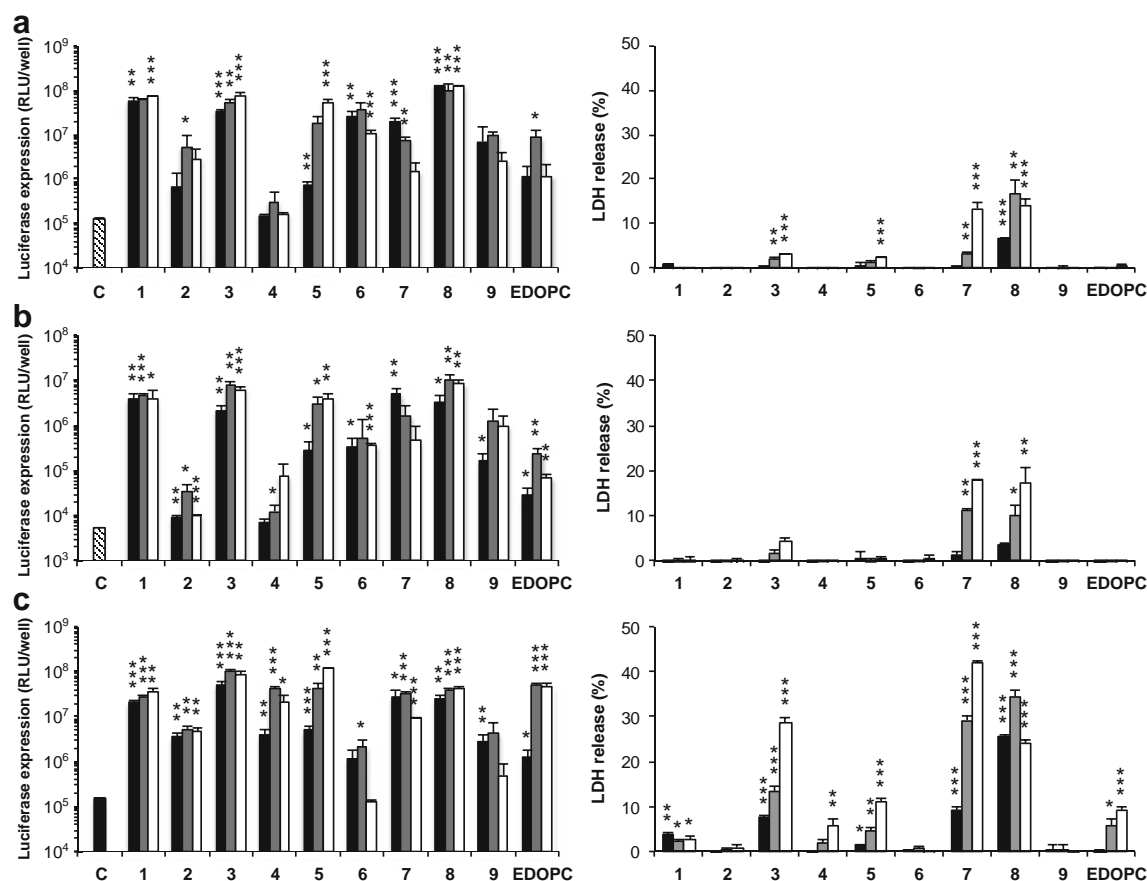 a
Luciferase expression (RLU/well)
10⁹
10⁸
10⁷
10⁶
10⁵
10⁴
C 1 2 3 4 5 6 7 8 9 EDOPC
** *** * *** ** *** ** *** ** *** *** ** *** ** *** *
LDH release (%)
50
40
30
20
10
0
1 2 3 4 5 6 7 8 9 EDOPC
** *** *** ** *** *** ** ***
b
Luciferase expression (RLU/well)
10⁸
10⁷
10⁶
10⁵
10⁴
10³
C 1 2 3 4 5 6 7 8 9 EDOPC
** *** * ** * *** ** ** *** * * * ** * *** ** * ** ** * * ** **
LDH release (%)
50
40
30
20
10
0
1 2 3 4 5 6 7 8 9 EDOPC
** *** * **
c
Luciferase expression (RLU/well)
10⁹
10⁸
10⁷
10⁶
10⁵
10⁴
C 1 2 3 4 5 6 7 8 9 EDOPC
*** *** ** ** ** ** *** *** ** ** *** * *** ** *** * * *** *** ** *** *** ** * *** ***
LDH release (%)
50
40
30
20
10
0
1 2 3 4 5 6 7 8 9 EDOPC
** * * *** *** *** ** * ** *** *** *** *** *** *** *** * ***